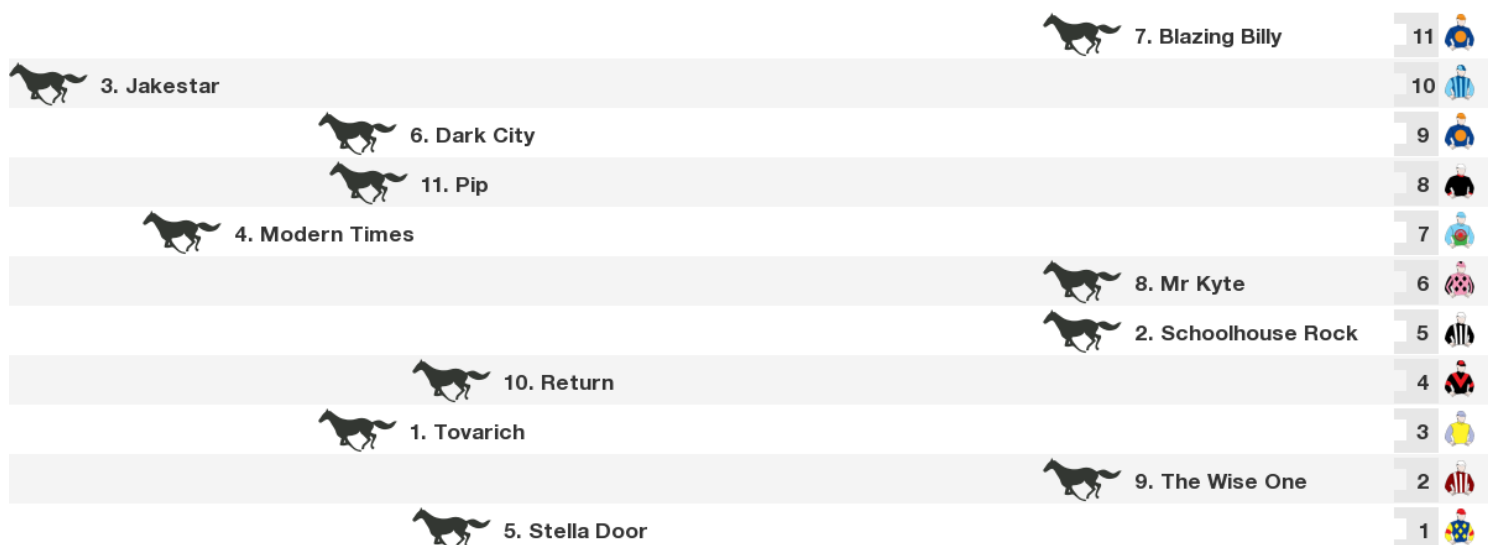 7. Blazing Billy 11
3. Jakestar 10
6. Dark City 9
11. Pip 8
4. Modern Times 7
8. Mr Kyte 6
2. Schoolhouse Rock 5
10. Return 4
1. Tovarich 3
9. The Wise One 2
5. Stella Door 1